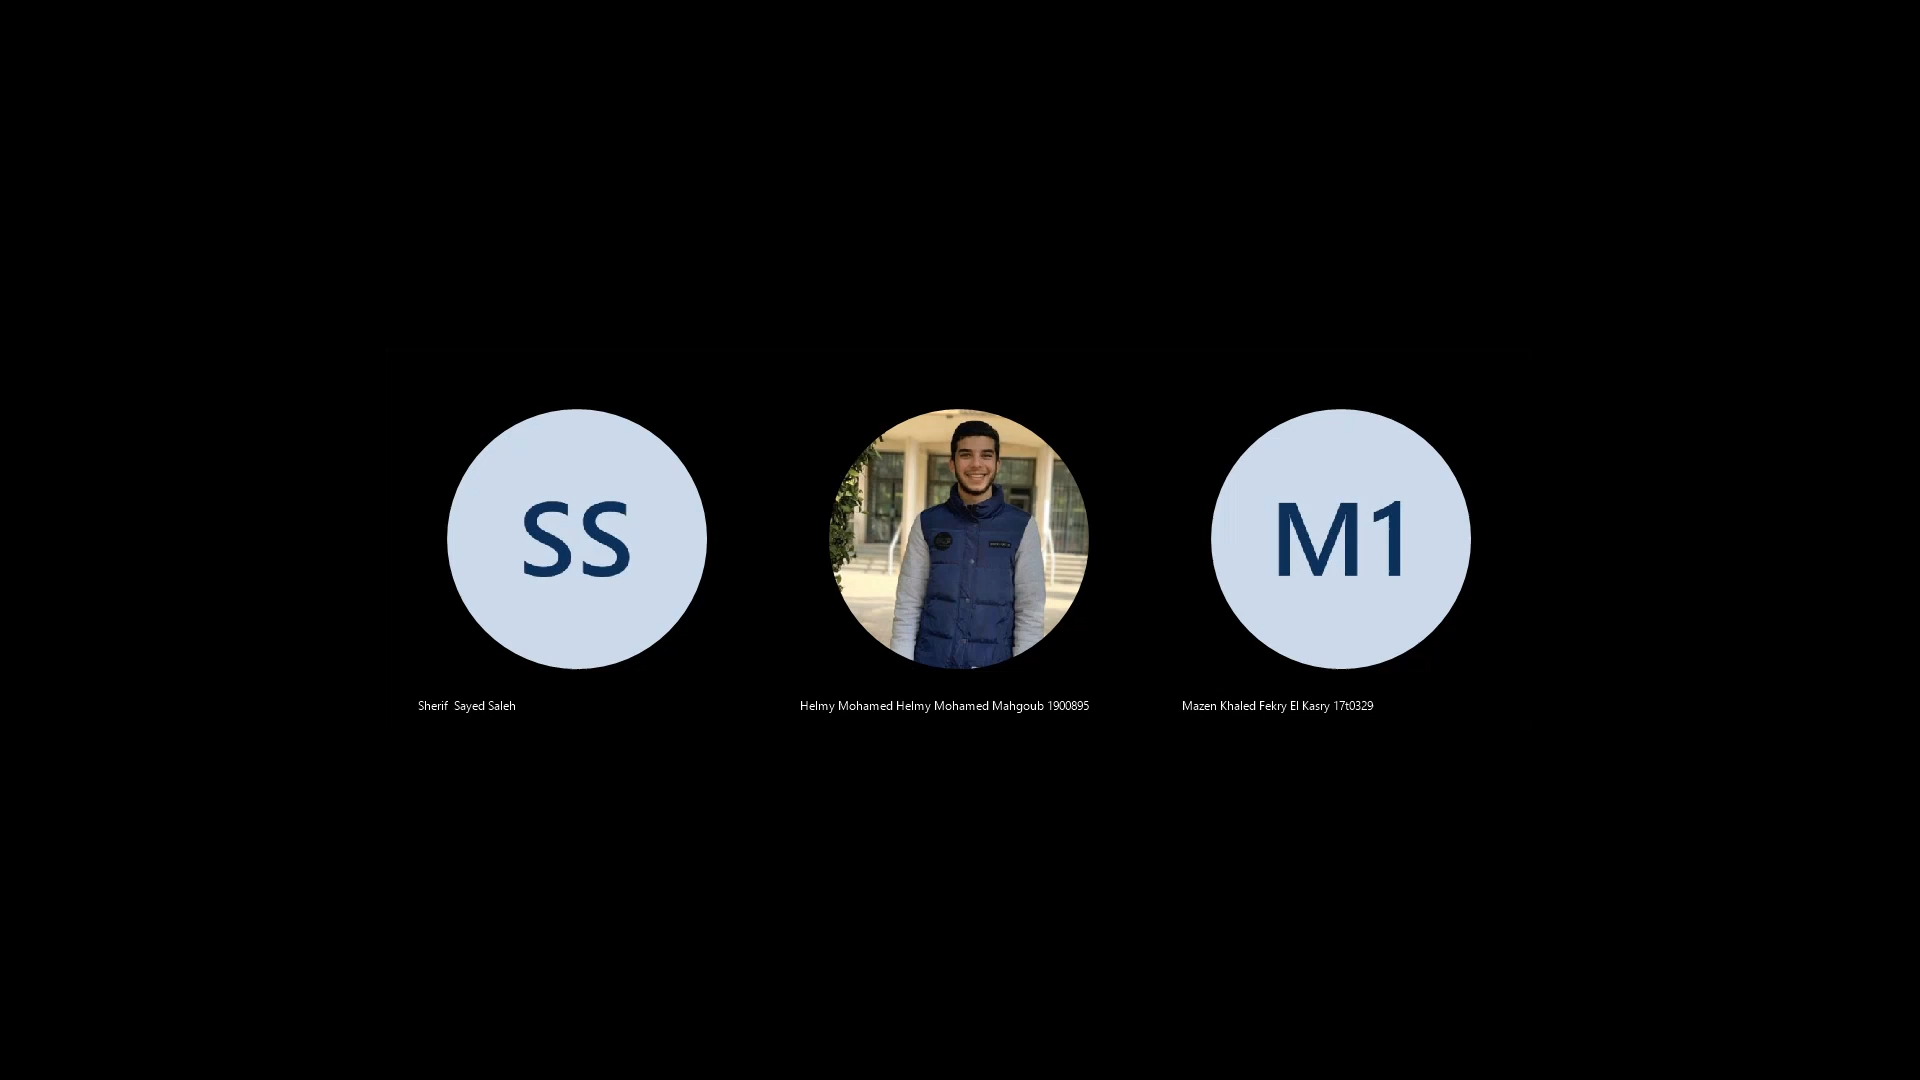 SS
M1
Sherif  Sayed Saleh
Helmy Mohamed Helmy Mohamed Mahgoub 1900895
Mazen Khaled Fekry El Kasry 17t0329